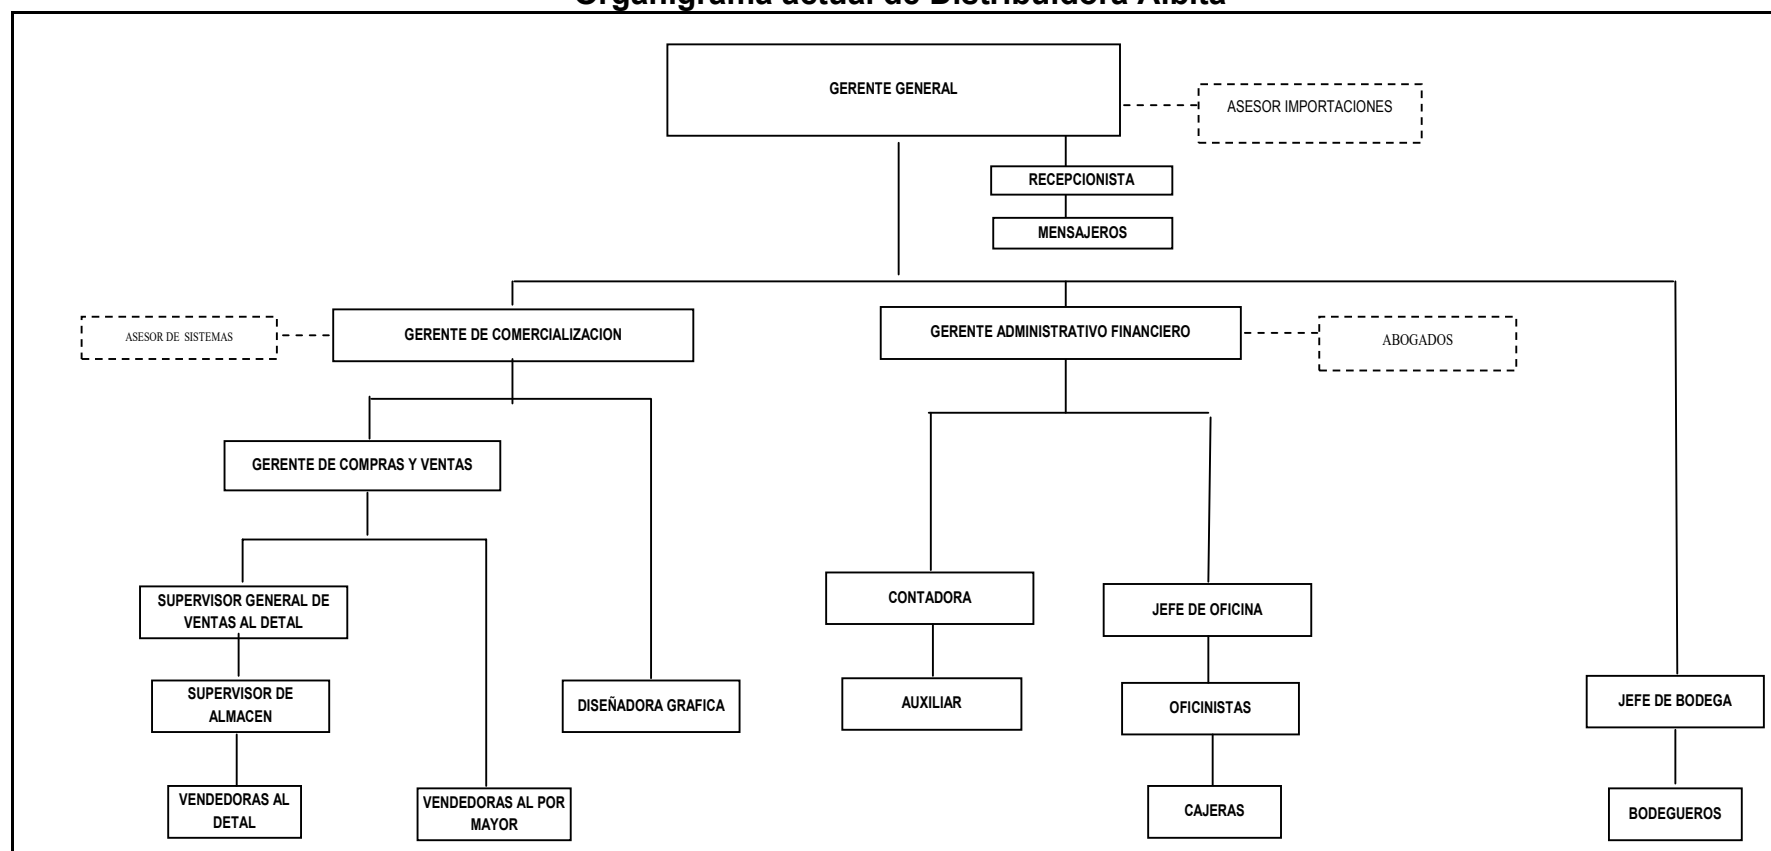 Organigrama actual de Distribuidora Albita
GERENTE GENERAL
ASESOR IMPORTACIONES
RECEPCIONISTA
MENSAJEROS
ASESOR DE SISTEMAS
GERENTE DE COMERCIALIZACION
GERENTE ADMINISTRATIVO FINANCIERO
ABOGADOS
GERENTE DE COMPRAS Y VENTAS
SUPERVISOR GENERAL DE
VENTAS AL DETAL
CONTADORA
JEFE DE OFICINA
SUPERVISOR DE
ALMACEN
DISEÑADORA GRAFICA
AUXILIAR
OFICINISTAS
JEFE DE BODEGA
VENDEDORAS AL
DETAL
VENDEDORAS AL POR
MAYOR
CAJERAS
BODEGUEROS